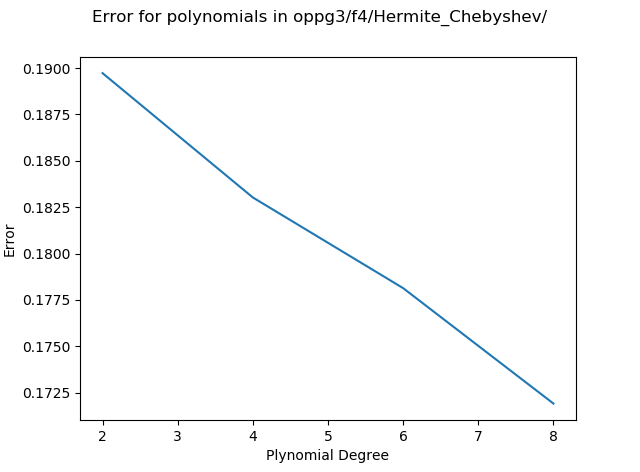 Error for polynomials in oppg3/f4/Hermite_Chebyshev/
0.1900
0.1875
0.1850
0.1825
0.1800
0.1775
0.1750
0.1725
Error
2 3 4 5 6 7 8
Plynomial Degree